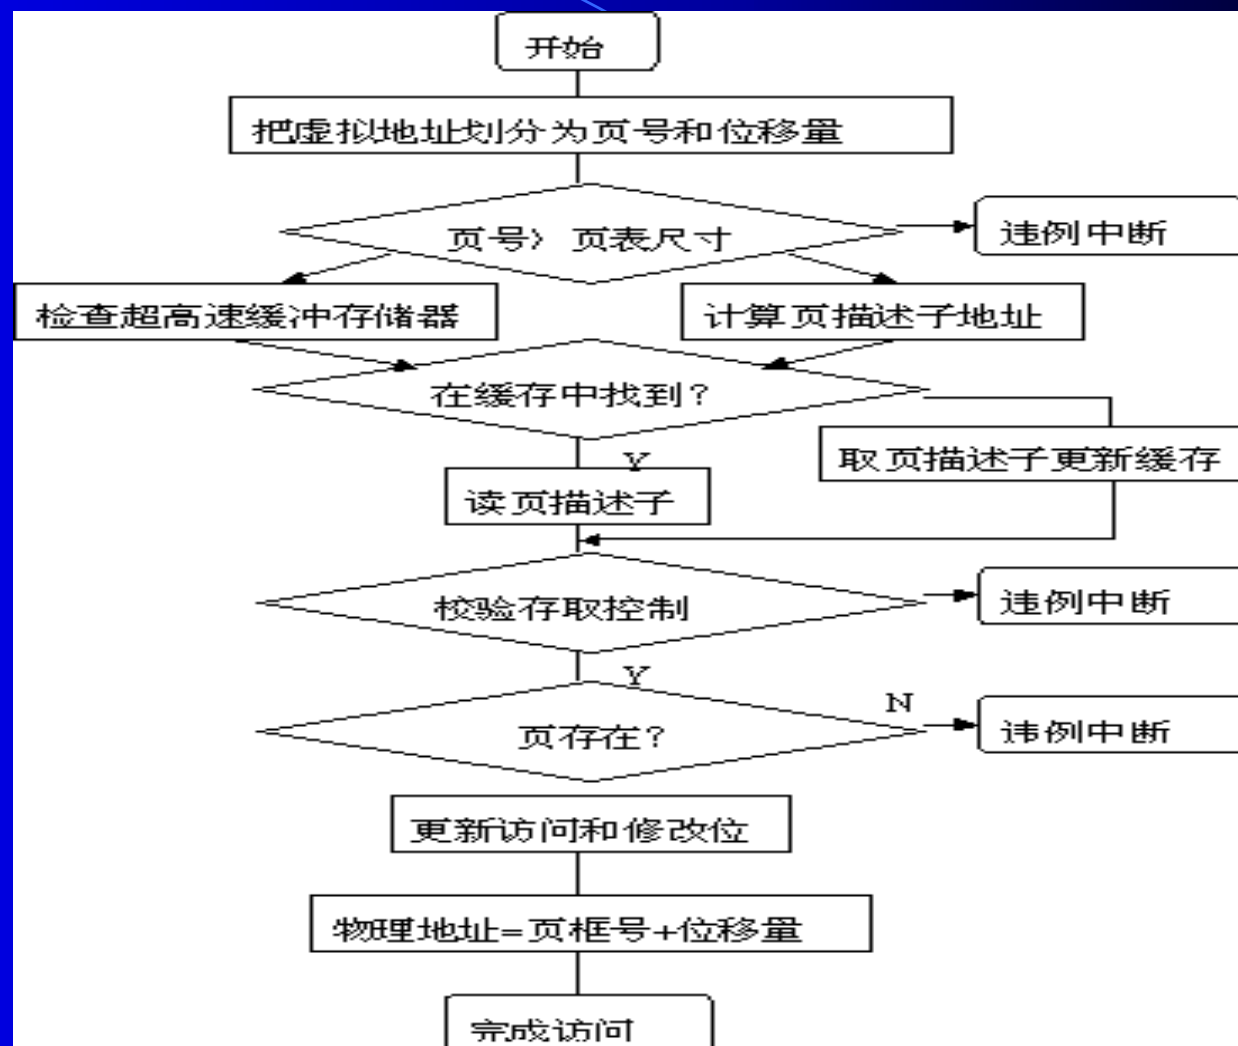 开始
把虚拟地址划分为页号和位移量
页号> 页表尺寸
违例中断
检查超高速缓冲存储器
计算页描述子地址
在缓存中找到?
取页描述子更新缓存
Y
读页描述子
校验存取控制
违例中断
Y
N
页存在?
违例中断
更新访问和修改位
物理地址=页框号+位移量
完成访问